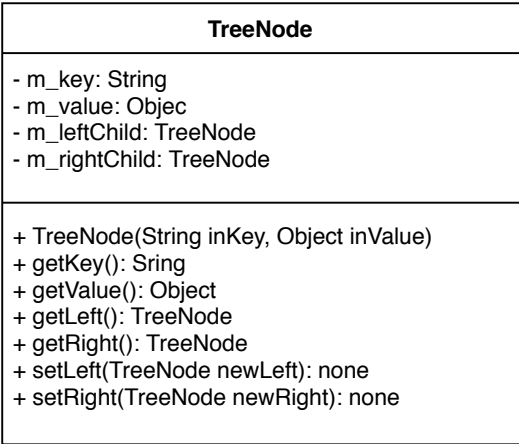 TreeNode
- m_key: String
- m_value: Objec
- m_leftChild: TreeNode
- m_rightChild: TreeNode
+ TreeNode(String inKey, Object inValue)
+ getKey(): Sring
+ getValue(): Object
+ getLeft(): TreeNode
+ getRight(): TreeNode
+ setLeft(TreeNode newLeft): none
+ setRight(TreeNode newRight): none